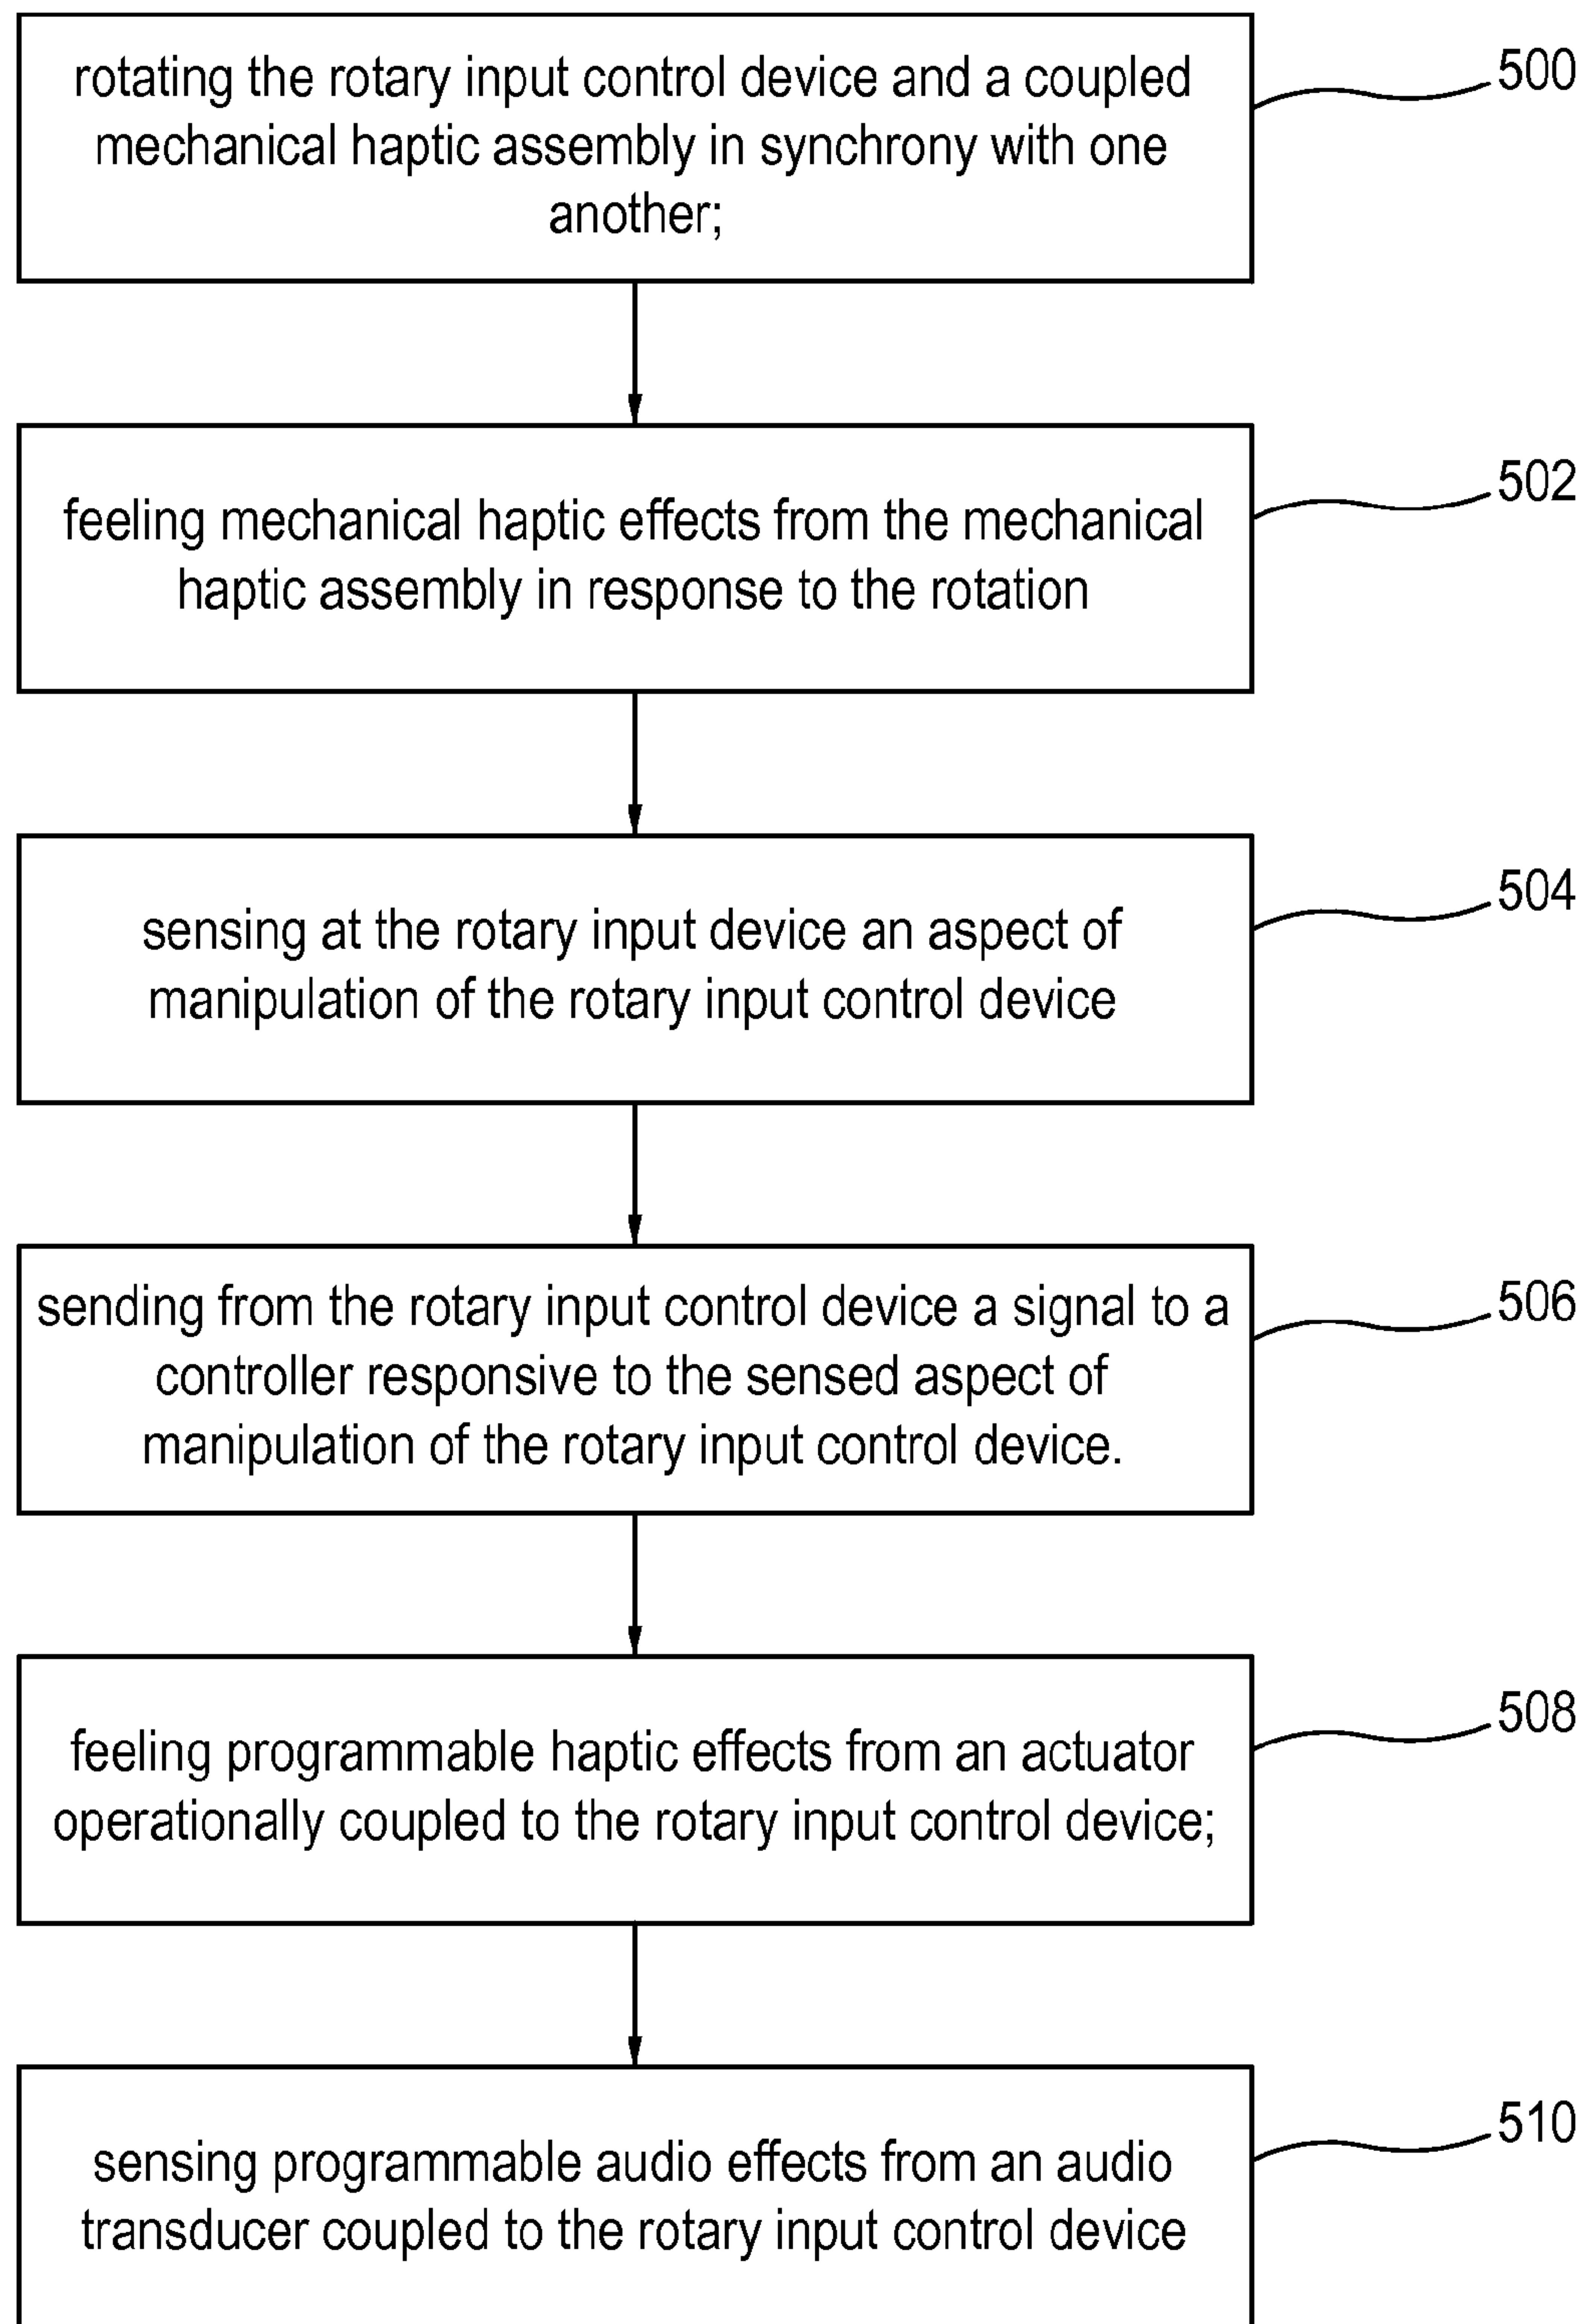 rotating the rotary input control device and a coupled
mechanical haptic assembly in synchrony with one
another;
500
feeling mechanical haptic effects from the mechanical
haptic assembly in response to the rotation
502
sensing at the rotary input device an aspect of
manipulation of the rotary input control device
504
sending from the rotary input control device a signal to a
controller responsive to the sensed aspect of
manipulation of the rotary input control device.
506
feeling programmable haptic effects from an actuator
operationally coupled to the rotary input control device;
508
sensing programmable audio effects from an audio
transducer coupled to the rotary input control device
510